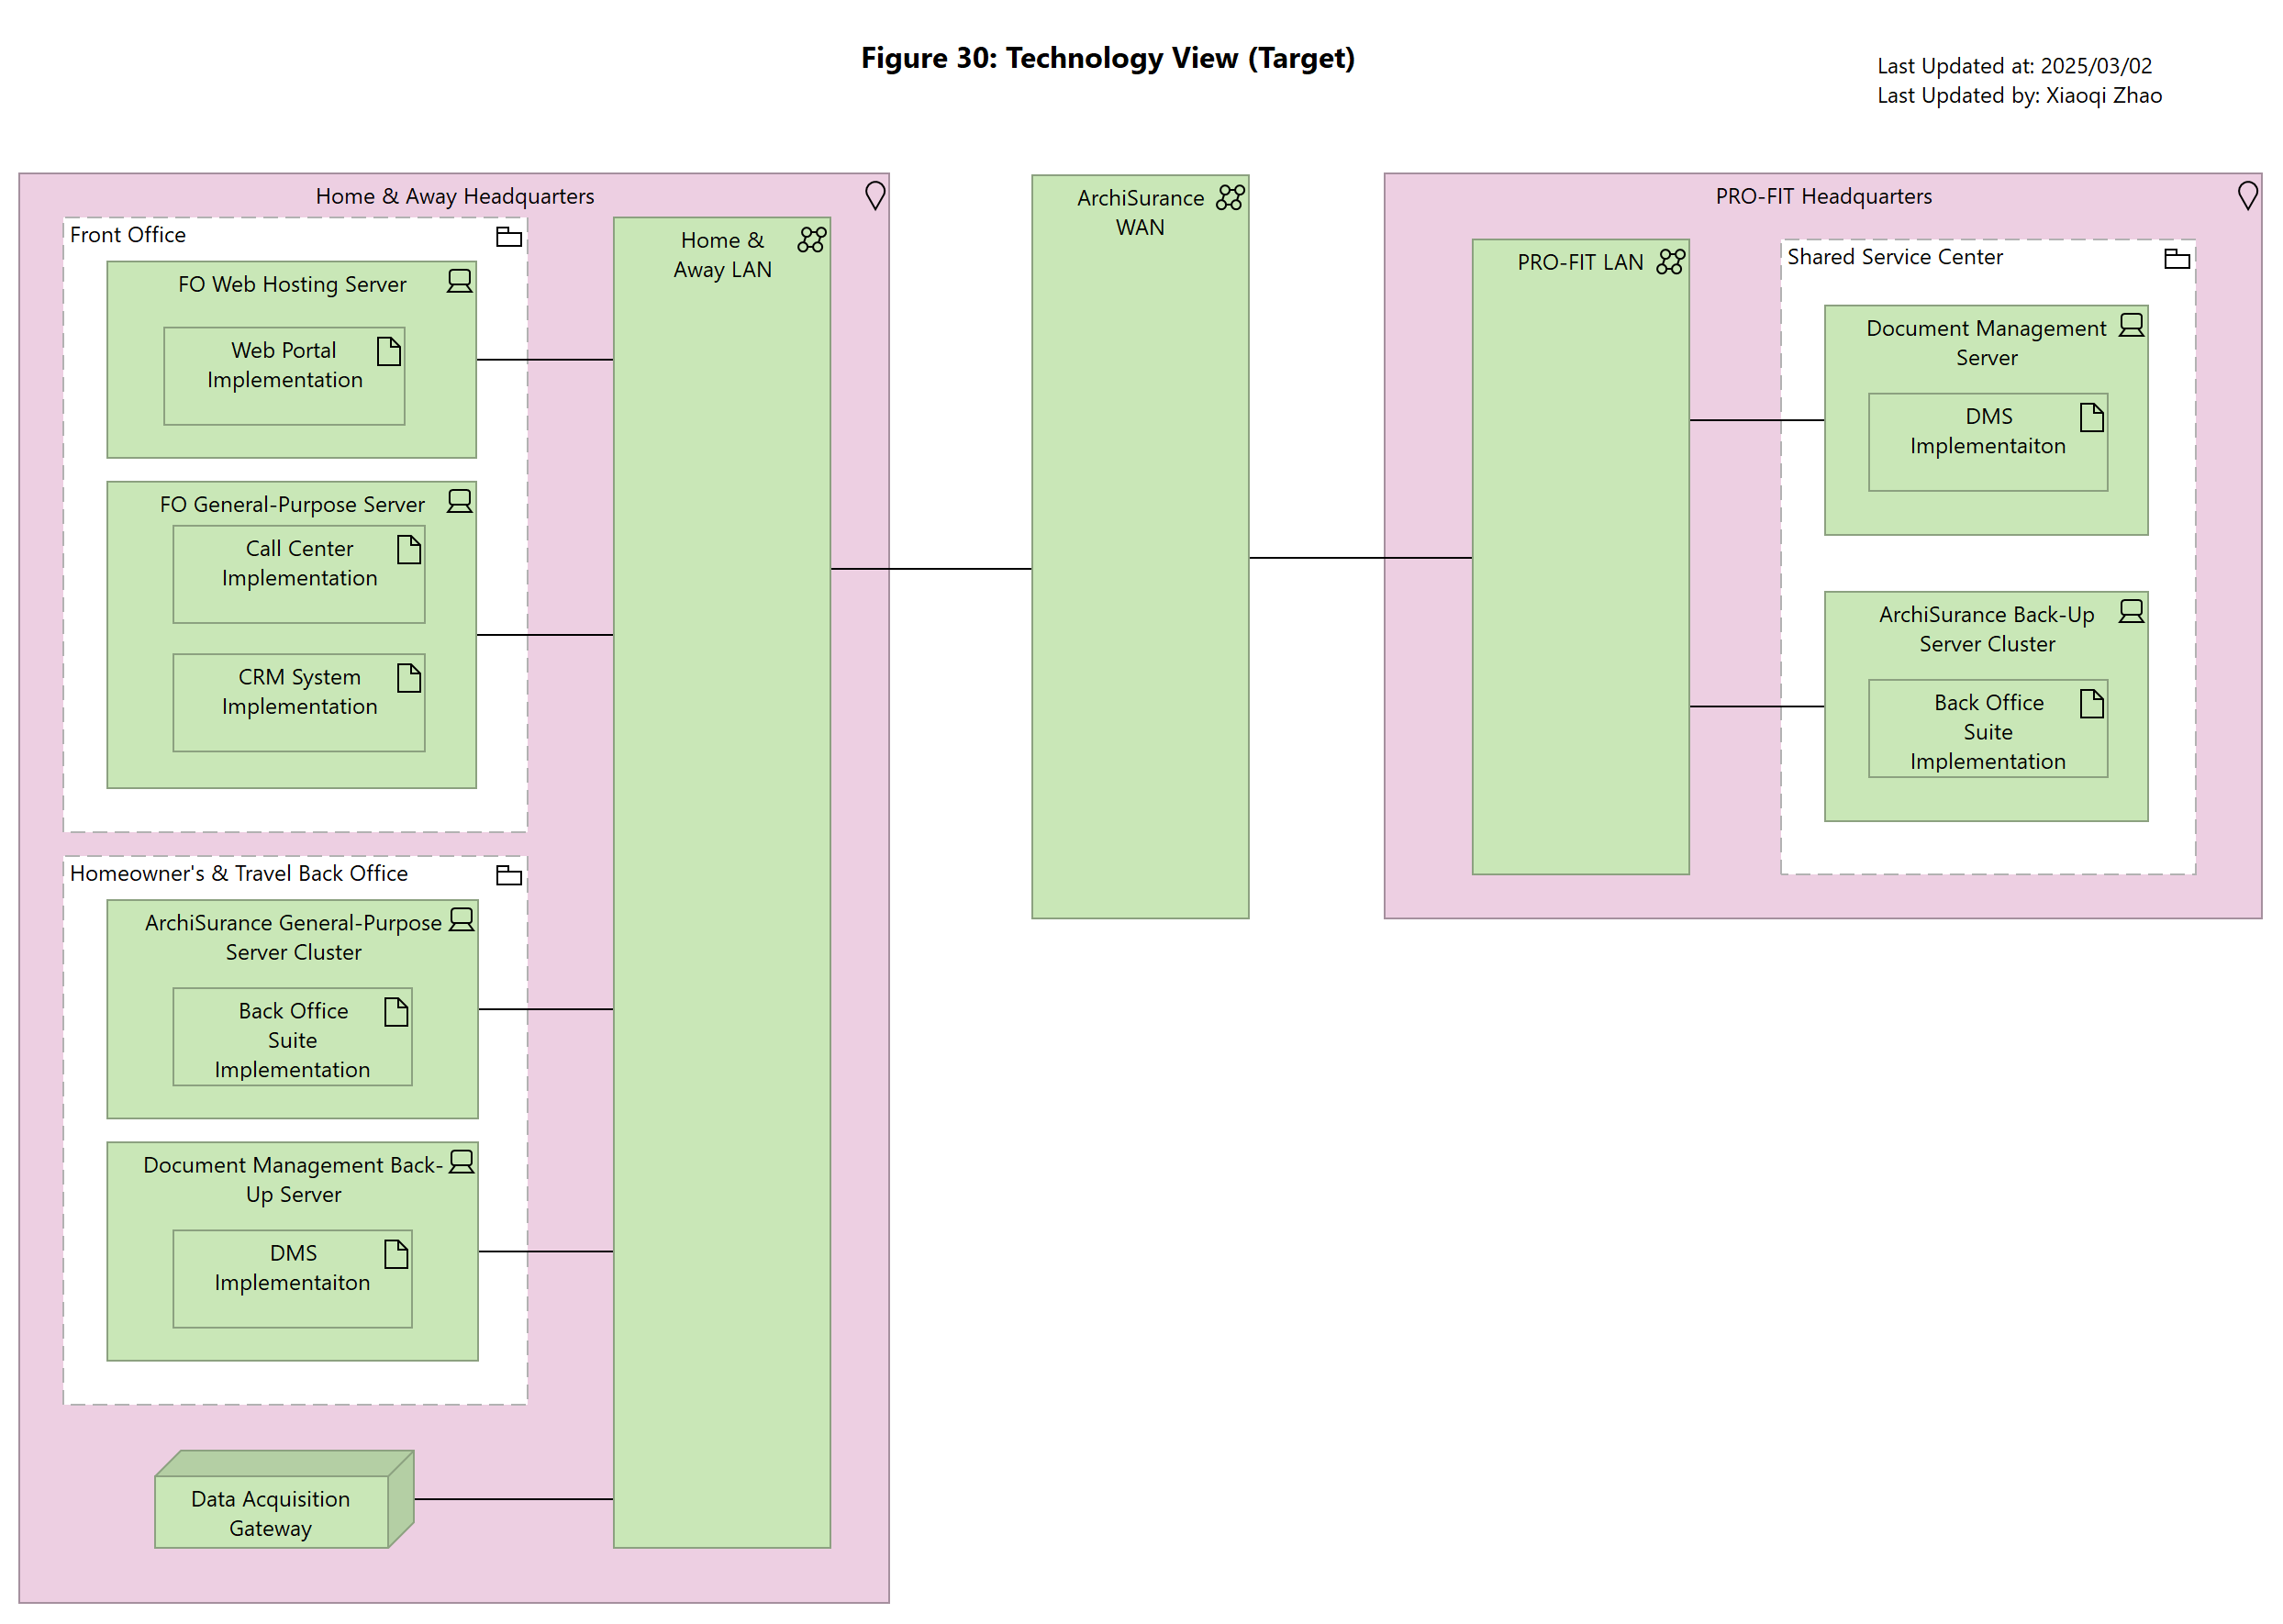 Figure 30: Technology View (Target)
Last Updated at: 2025/03/02
Last Updated by: Xiaoqi Zhao
Home & Away Headquarters
Front Office
FO Web Hosting Server
Web Portal
Implementation
FO General-Purpose Server
Call Center
Implementation
CRM System
Implementation
Homeowner's & Travel Back Office
ArchiSurance General-Purpose
Server Cluster
Back Office
Suite
Implementation
Document Management Back-
Up Server
DMS
Implementaiton
Data Acquisition
Gateway
Home &
Away LAN
ArchiSurance
WAN
PRO-FIT Headquarters
PRO-FIT LAN
Shared Service Center
Document Management
Server
DMS
Implementaiton
ArchiSurance Back-Up
Server Cluster
Back Office
Suite
Implementation